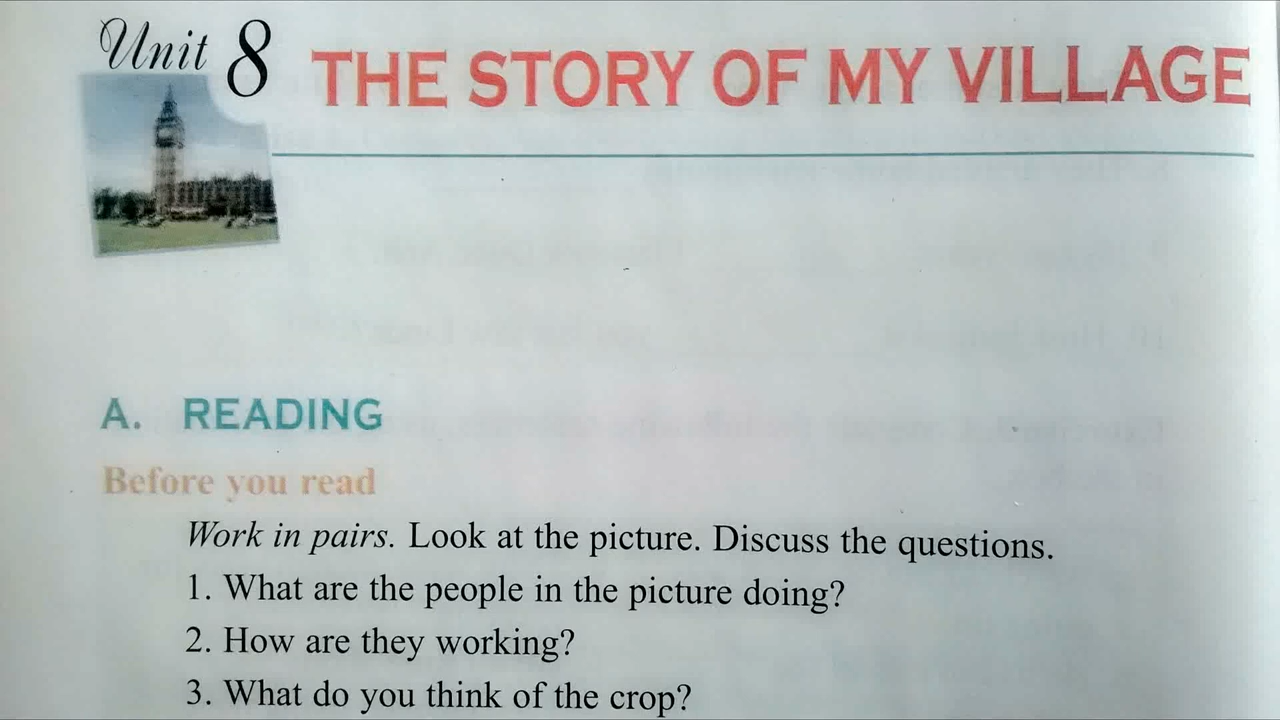 Unit 8 THE STORY OF MY VILLAGE
A. READING
Before you read
Work in pairs. Look at the picture. Discuss the questions.
1. What are the people in the picture doing?
2. How are they working?
3. What do you think of the crop?